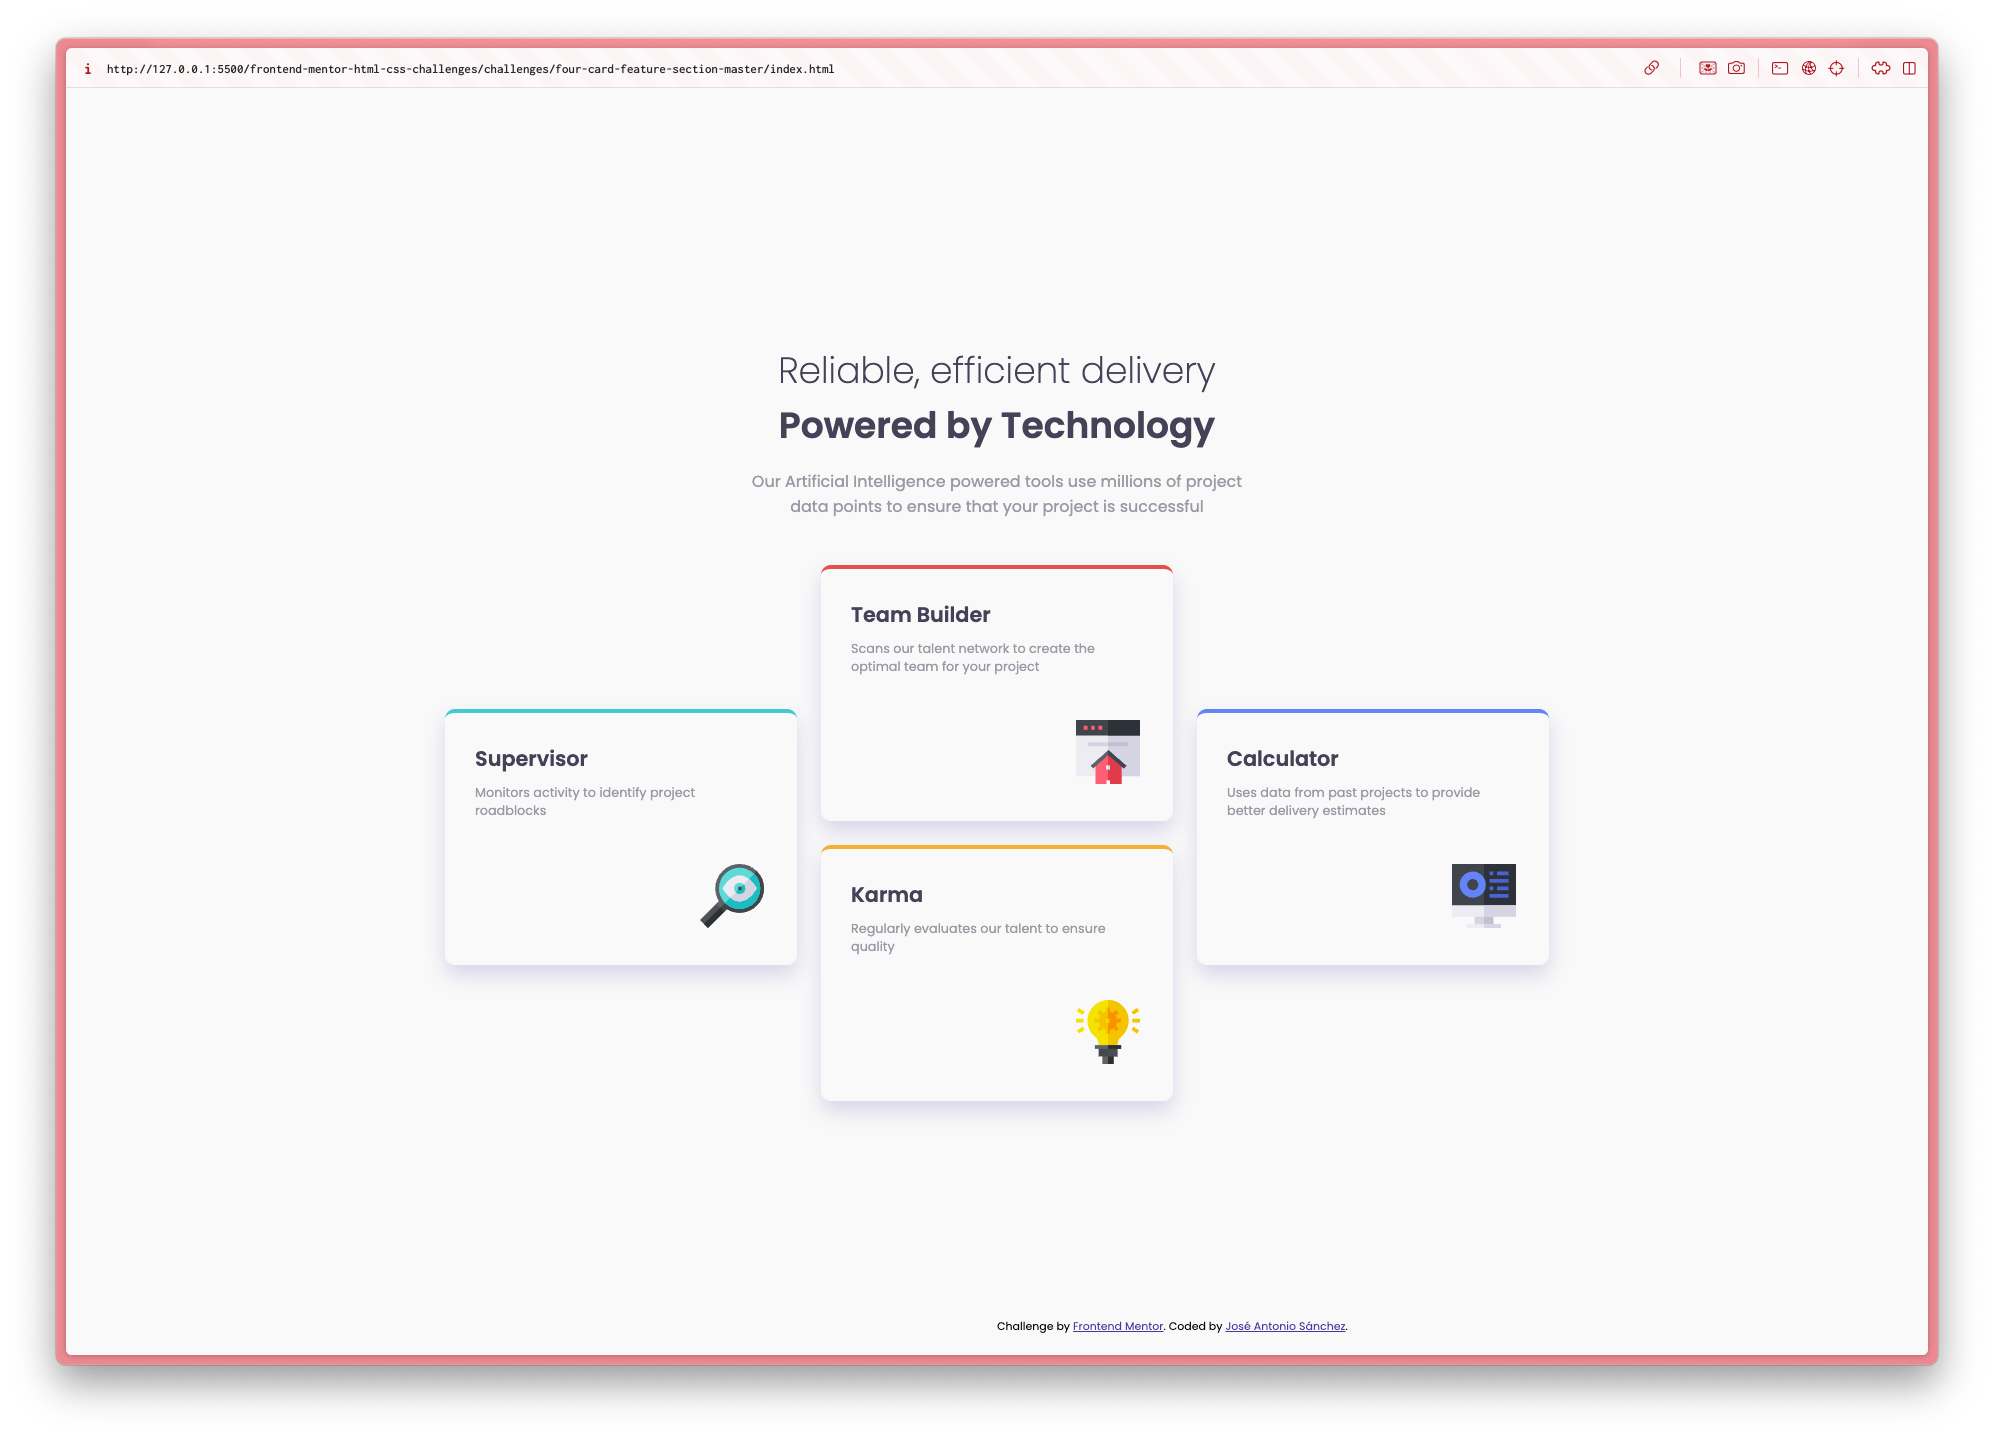 http://127.0.0.1:5500/frontend-mentor-html-css-challenges/challenges/four-card-feature-section-master/index.html
Reliable, efficient delivery
Powered by Technology
Our Artificial Intelligence powered tools use millions of project
data points to ensure that your project is successful
Supervisor
Monitors activity to identify project
roadblocks
Team Builder
Scans our talent network to create the
optimal team for your project
Karma
Regularly evaluates our talent to ensure
quality
Calculator
Uses data from past projects to provide
better delivery estimates
Challenge by Frontend Mentor. Coded by José Antonio Sánchez.